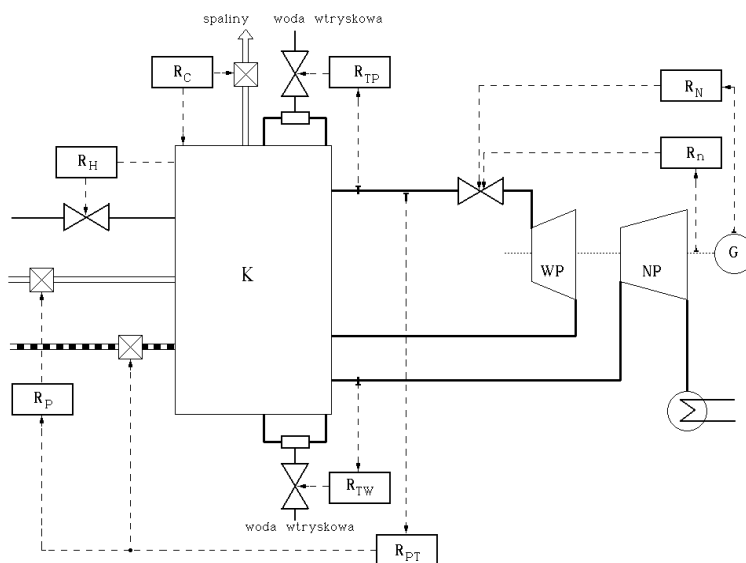 spaliny
woda wtryskowa
R_C
R_TP
R_N
R_H
R_n
K
WP
NP
G
R_P
R_TW
woda wtryskowa
R_PT